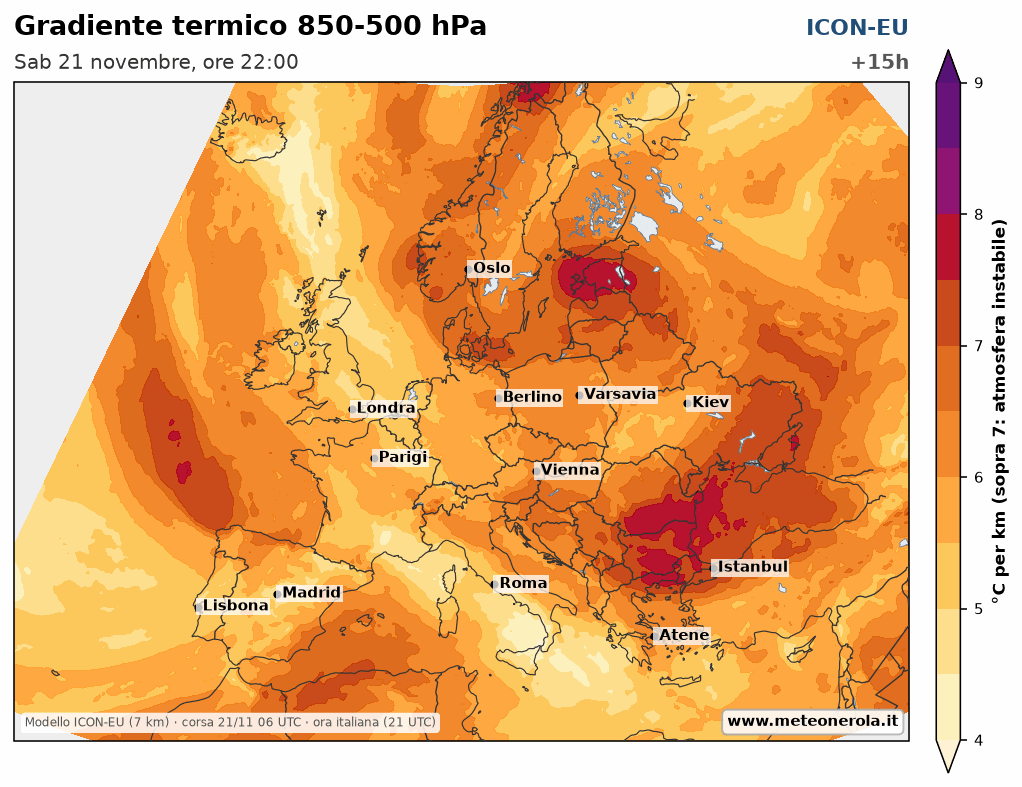 Gradiente termico 850-500 hPa
ICON-EU
Sab 21 novembre, ore 22:00
+15h
9
8
7
6
5
4
°C per km (sopra 7: atmosfera instabile)
Oslo
Berlino
Varsavia
Kiev
Londra
Parigi
Vienna
Istanbul
Roma
Madrid
Lisbona
Atene
Modello ICON-EU (7 km) · corsa 21/11 06 UTC · ora italiana (21 UTC)
www.meteonerola.it